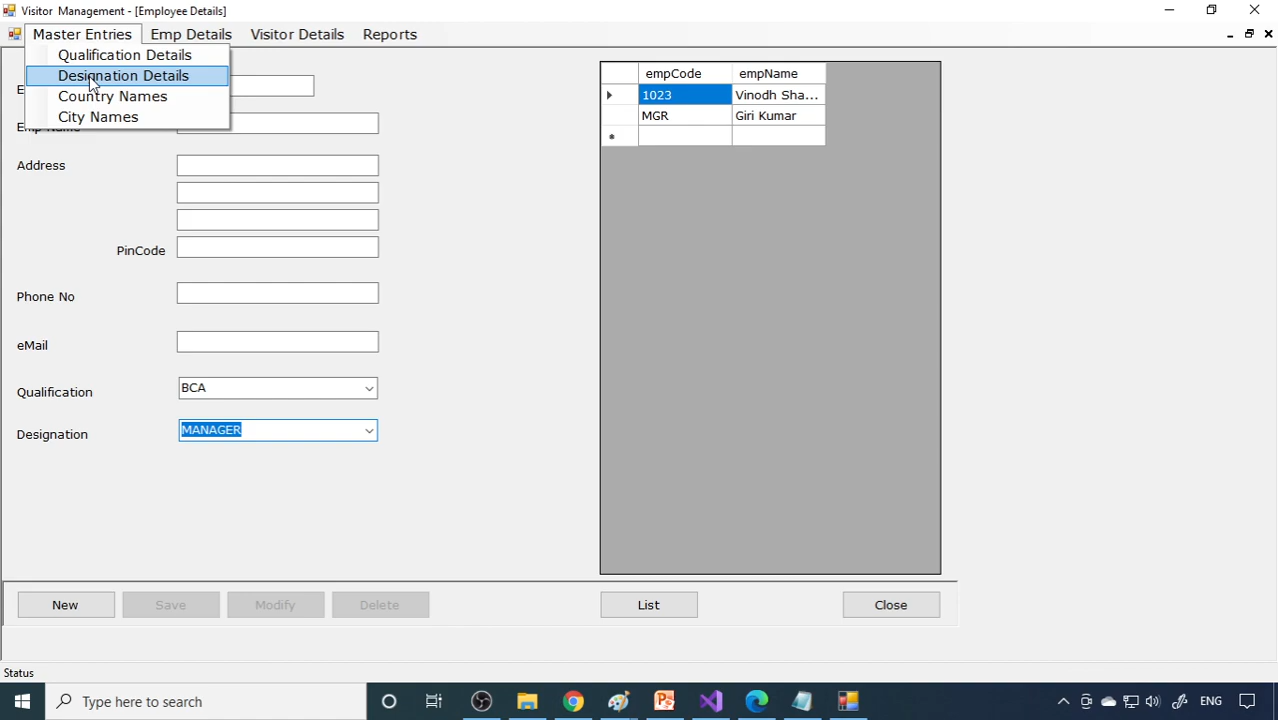 Visitor Management - [Employee Details]
Master Entries Emp Details Visitor Details Reports
Qualification Details
Designation Details
Country Names
City Names
Address
PinCode
Phone No
eMail
Qualification BCA
Designation MANAGER
empCode empName
1023 Vinodh Sha...
MGR Giri Kumar
*
New Save Modify Delete List Close
Status
Type here to search
ENG